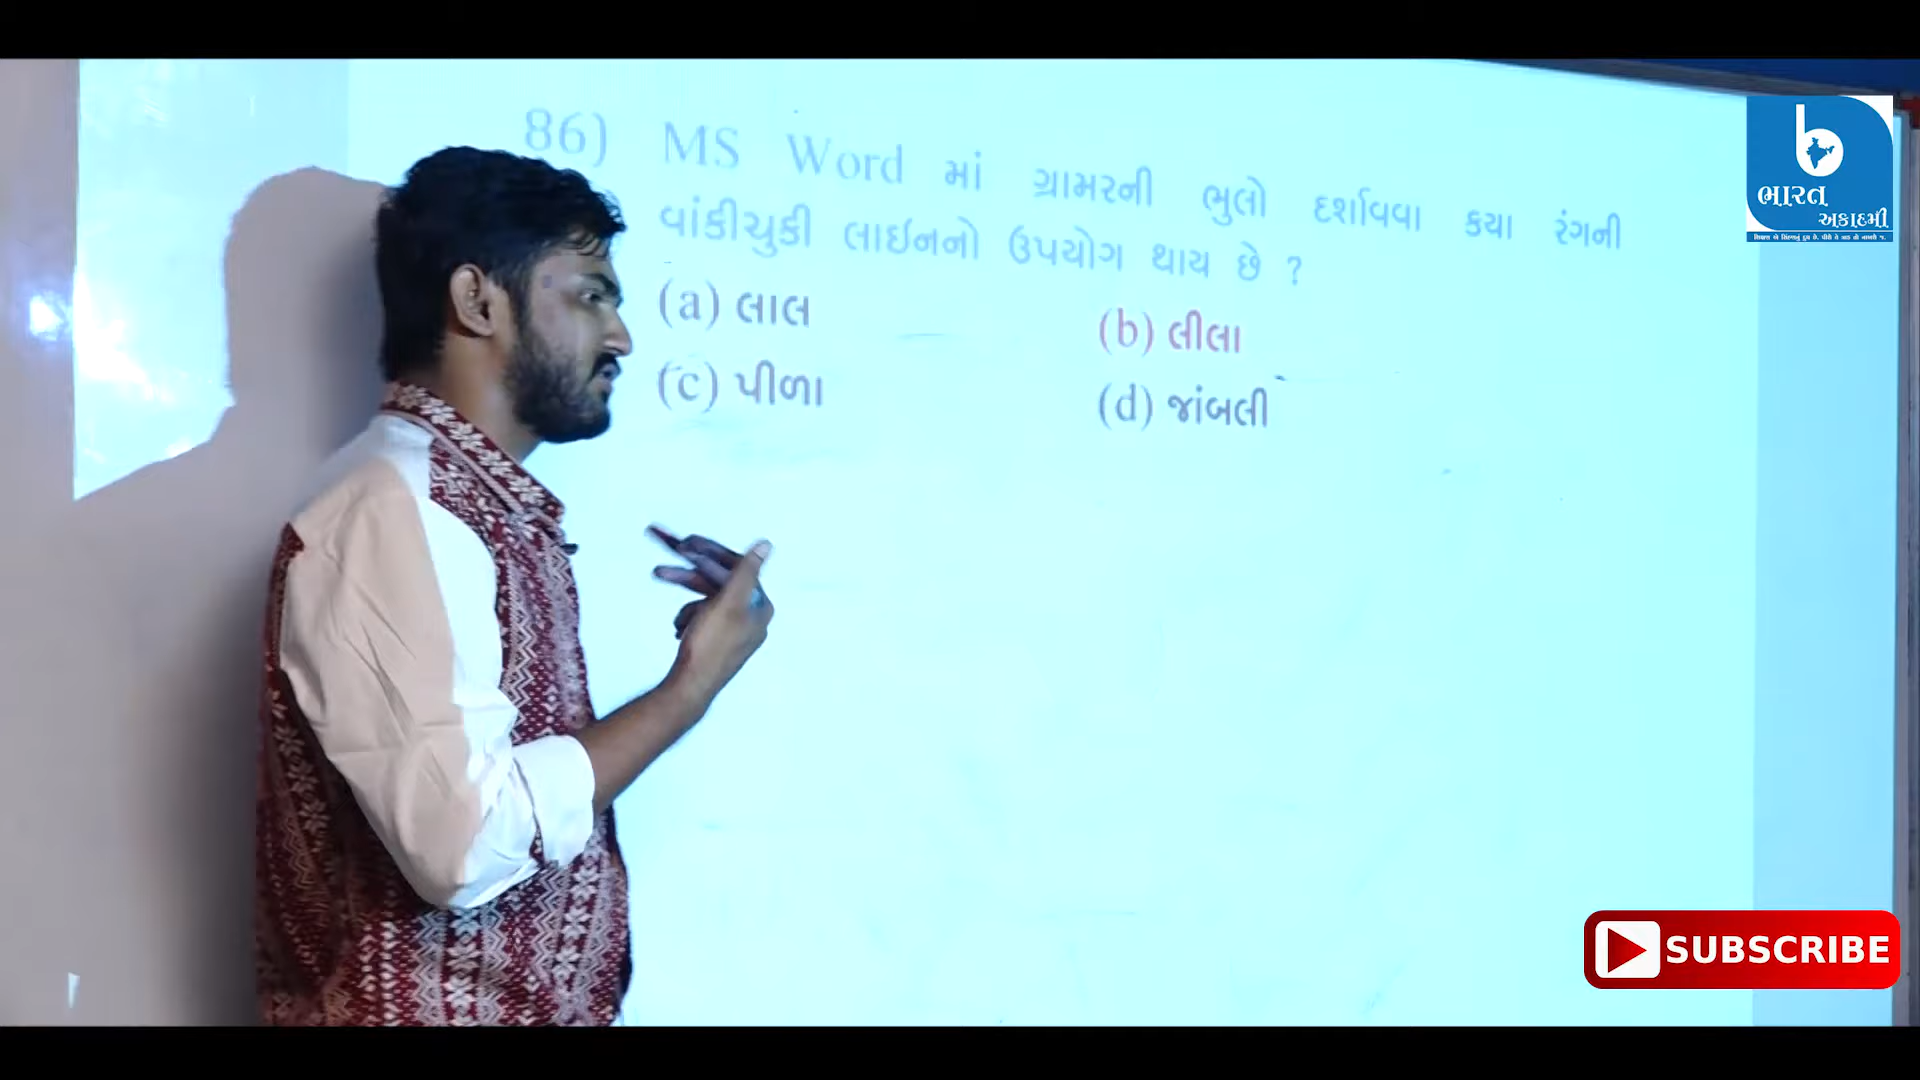 86) MS Word માં ગ્રામરની ભુલો દર્શાવવા કયા રંગની
વાંકીચુકી લાઈનનો ઉપયોગ થાય છે ?
(a) લાલ (b) લીલા
(c) પીળા (d) જાંબલી
b
ભારત
અકાદમી
SUBSCRIBE